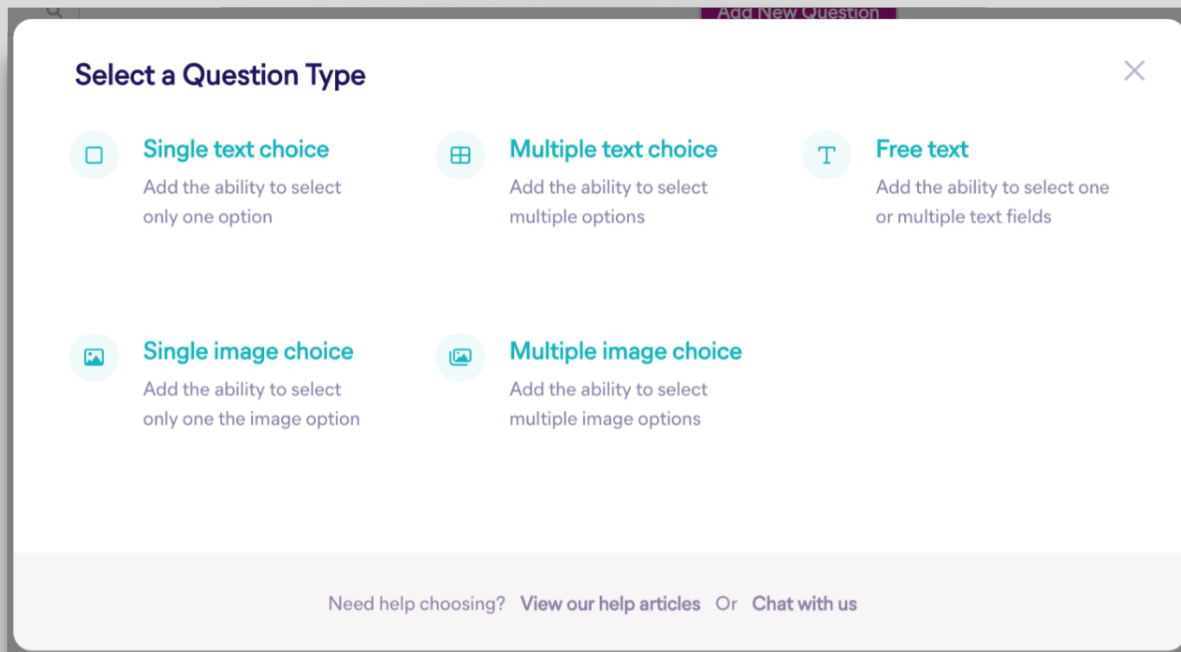 Add New Question
Select a Question Type
Single text choice
Add the ability to select
only one option
Multiple text choice
Add the ability to select
multiple options
Free text
Add the ability to select one
or multiple text fields
Single image choice
Add the ability to select
only one the image option
Multiple image choice
Add the ability to select
multiple image options
Need help choosing? View our help articles Or Chat with us